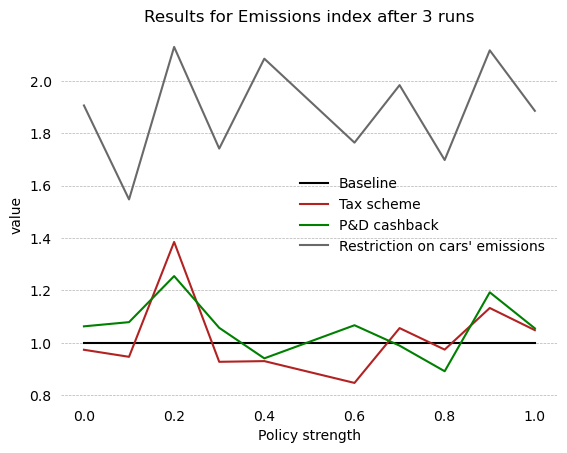 Results for Emissions index after 3 runs
value
2.0
1.8
1.6
1.4
1.2
1.0
0.8
Baseline
Tax scheme
P&D cashback
Restriction on cars' emissions
0.0 0.2 0.4 0.6 0.8 1.0
Policy strength